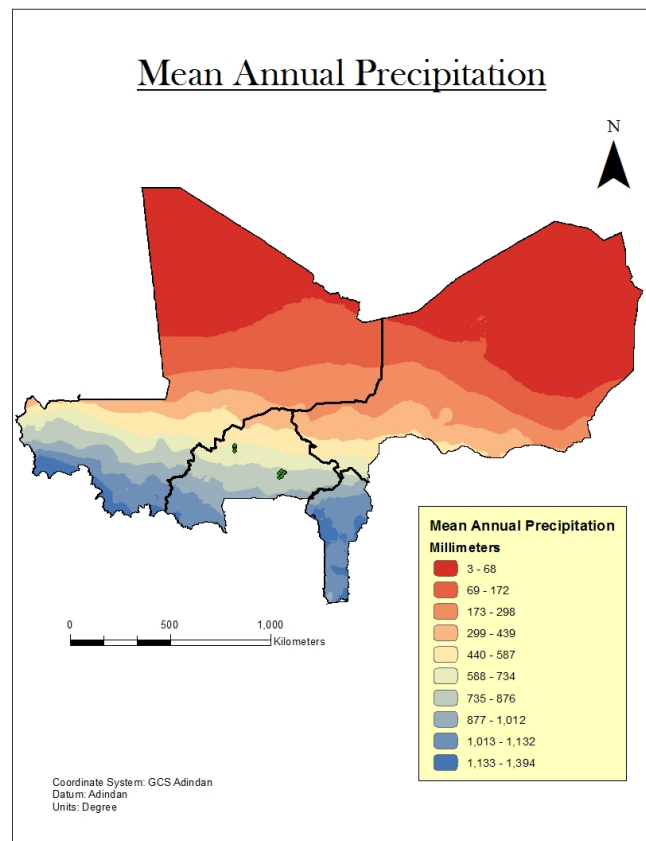 Mean Annual Precipitation
N
0 500 1,000
Kilometers
Mean Annual Precipitation
Millimeters
3 - 68
69 - 172
173 - 298
299 - 439
440 - 587
588 - 734
735 - 876
877 - 1,012
1,013 - 1,132
1,133 - 1,394
Coordinate System: GCS Adindan
Datum: Adindan
Units: Degree